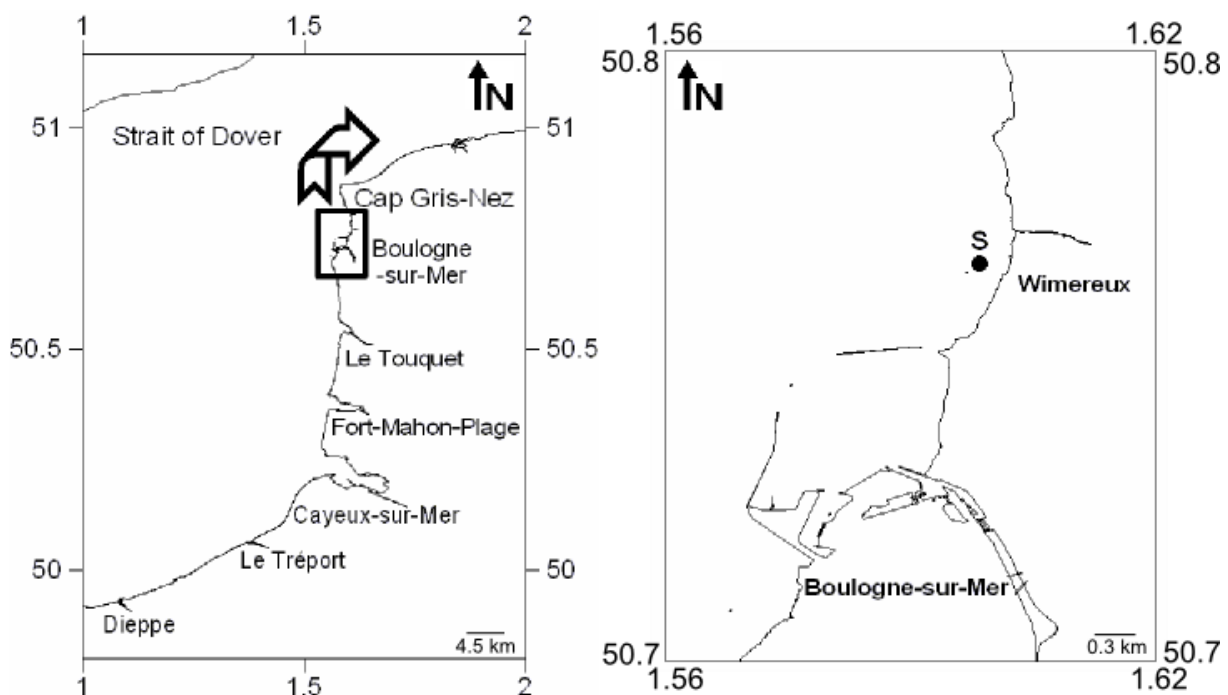 1 1.5 2
N
51 51
Strait of Dover
Cap Gris-Nez
Boulogne
-sur-Mer
50.5 50.5
Le Touquet
Fort-Mahon-Plage
Cayeux-sur-Mer
50 50
Le Tréport
Dieppe
4.5 km
1 1.5 2
1.56 1.62
50.8 50.8
N
S
Wimereux
Boulogne-sur-Mer
0.3 km
50.7 50.7
1.56 1.62